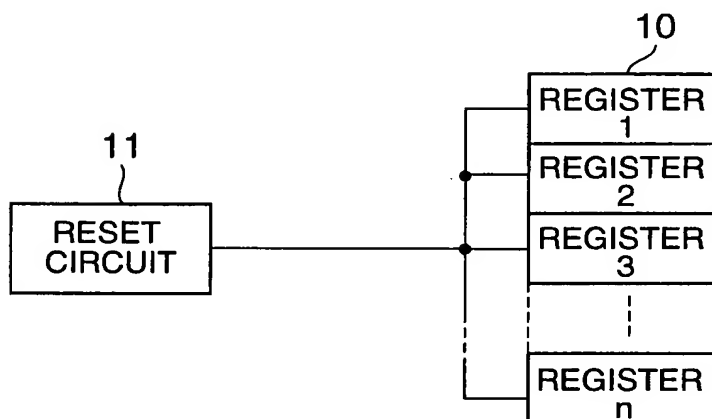 10
REGISTER
1
11
REGISTER
2
RESET
CIRCUIT
REGISTER
3
REGISTER
n